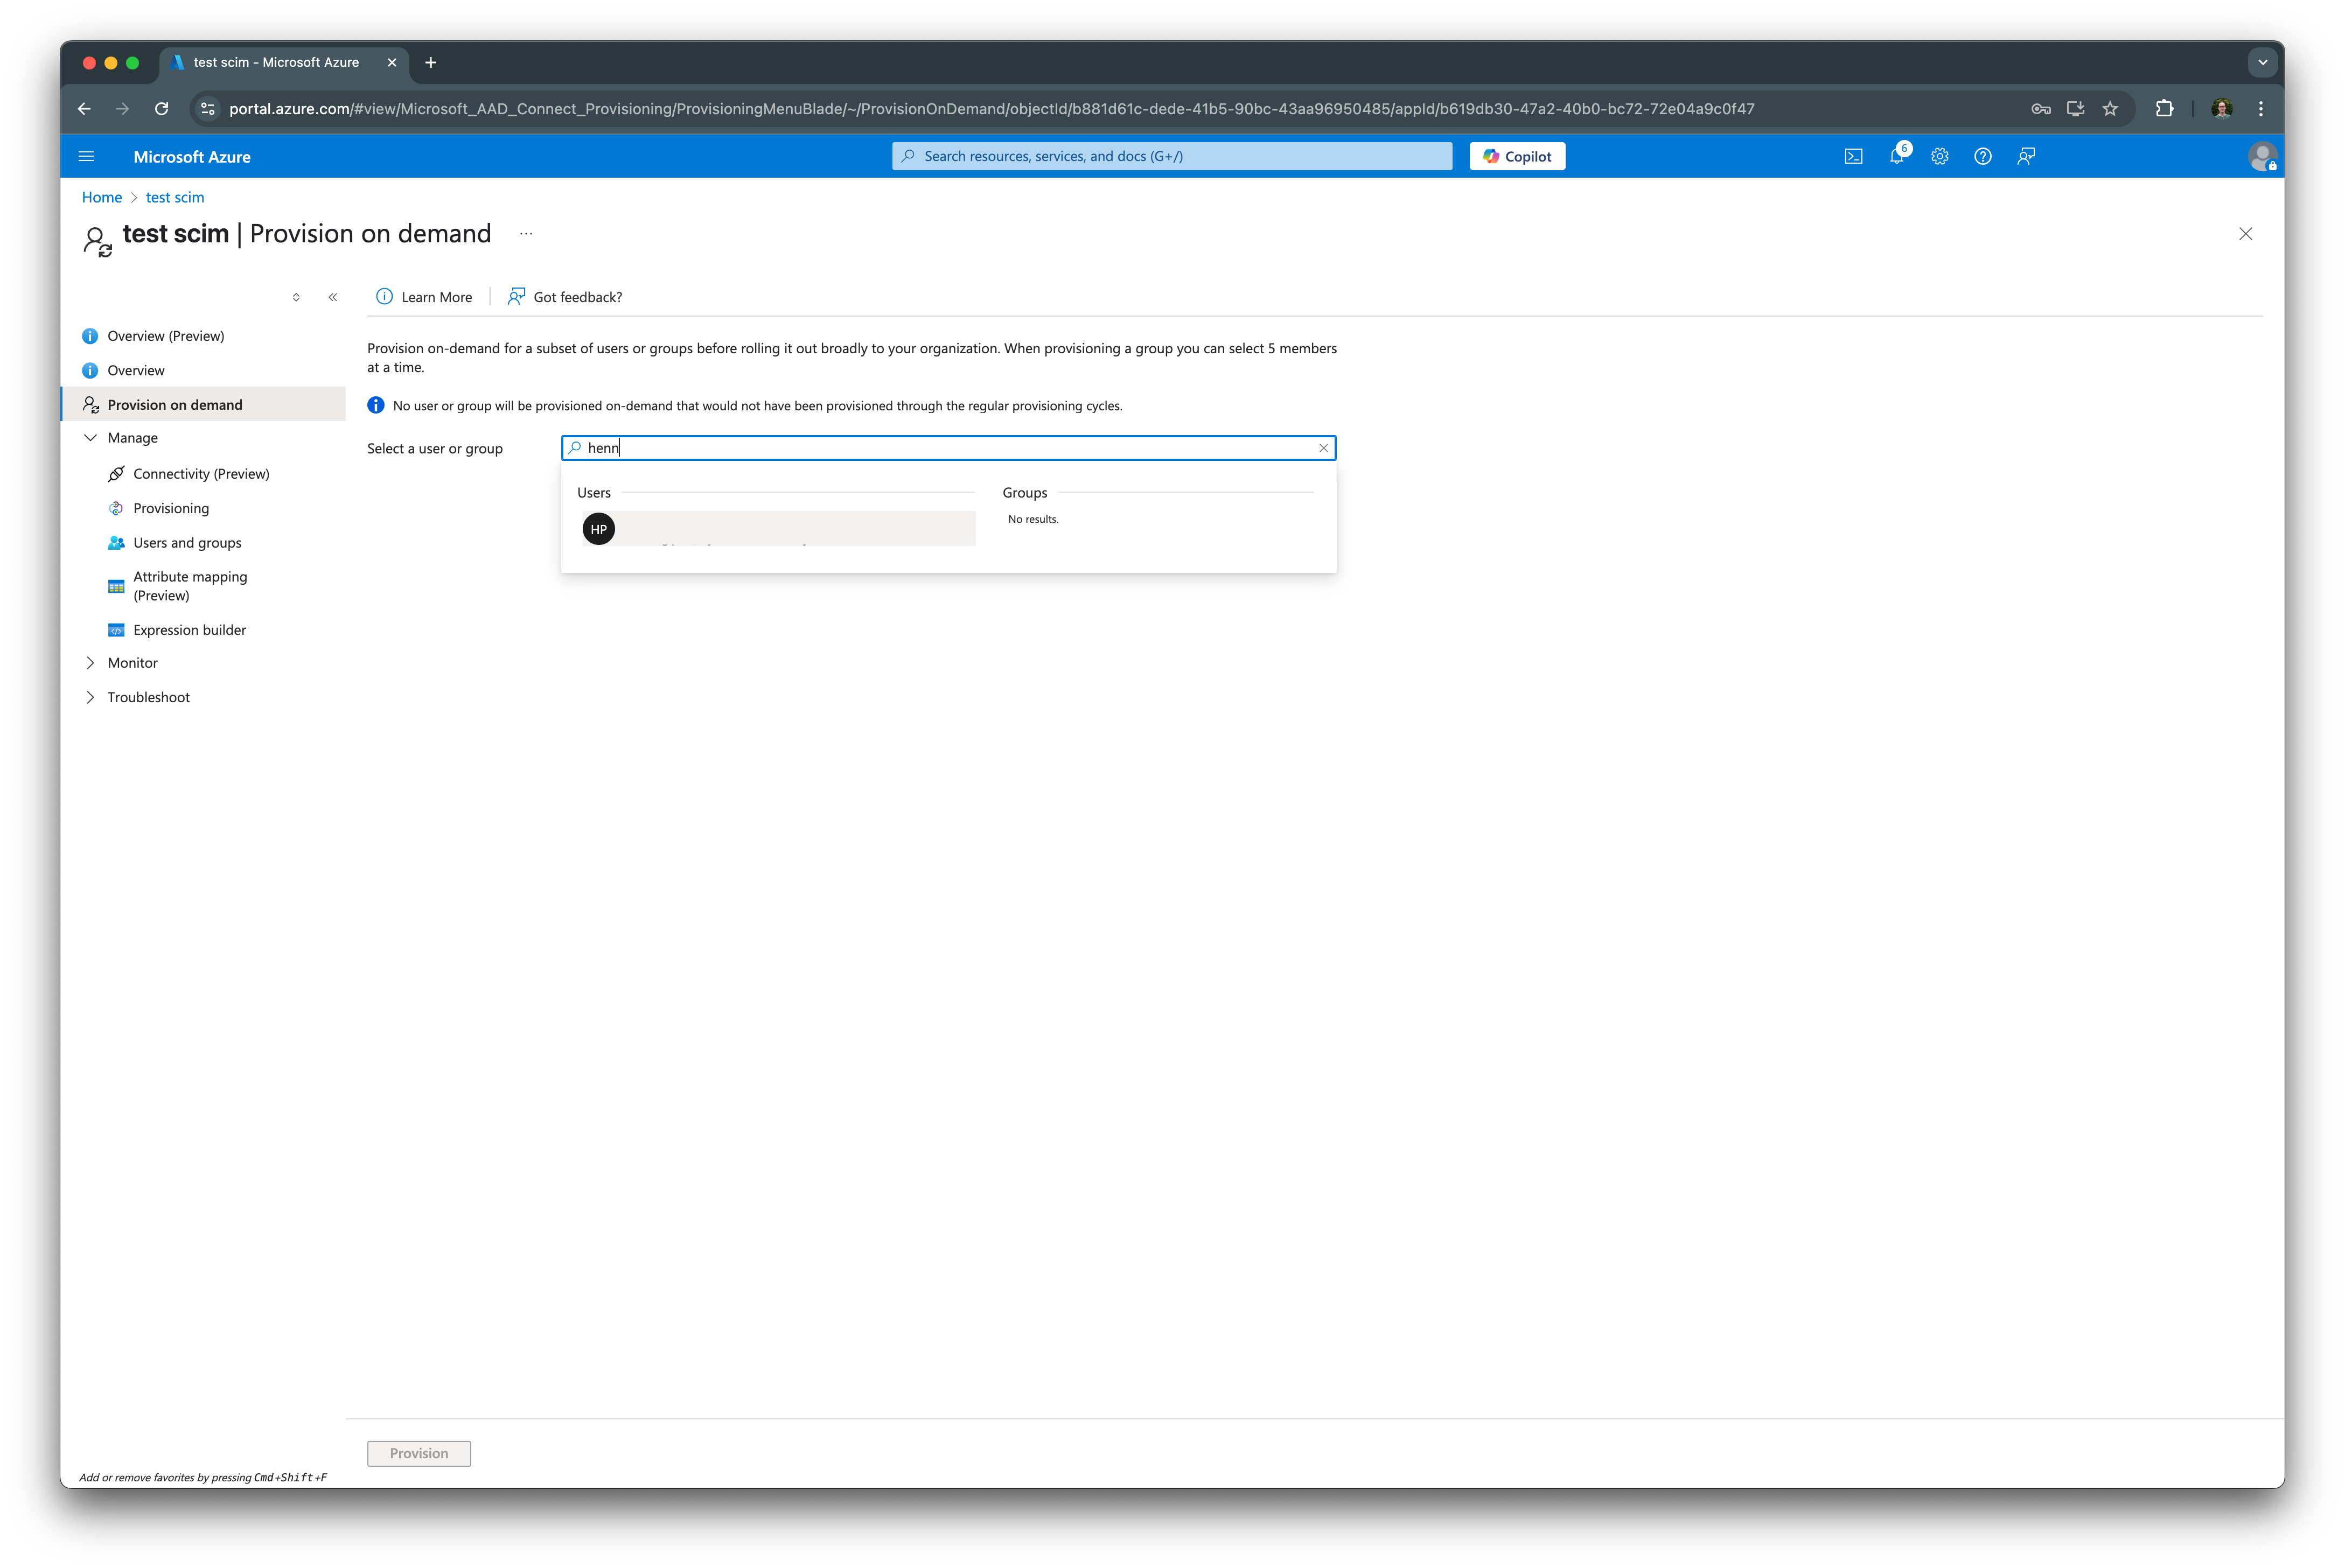 test scim - Microsoft Azure
portal.azure.com/#view/Microsoft_AAD_Connect_Provisioning/ProvisioningMenuBlade/~/ProvisionOnDemand/objectId/b881d61c-dede-41b5-90bc-43aa96950485/appId/b619db30-47a2-40b0-bc72-72e04a9c0f47
Microsoft Azure
Search resources, services, and docs (G+/)
Copilot
6
Home > test scim
test scim | Provision on demand ...
Learn More
Got feedback?
Overview (Preview)
Overview
Provision on demand
Manage
Connectivity (Preview)
Provisioning
Users and groups
Attribute mapping
(Preview)
Expression builder
Monitor
Troubleshoot
Provision on-demand for a subset of users or groups before rolling it out broadly to your organization. When provisioning a group you can select 5 members
at a time.
No user or group will be provisioned on-demand that would not have been provisioned through the regular provisioning cycles.
Select a user or group
henn
Users
HP
Groups
No results.
Provision
Add or remove favorites by pressing Cmd+Shift+F